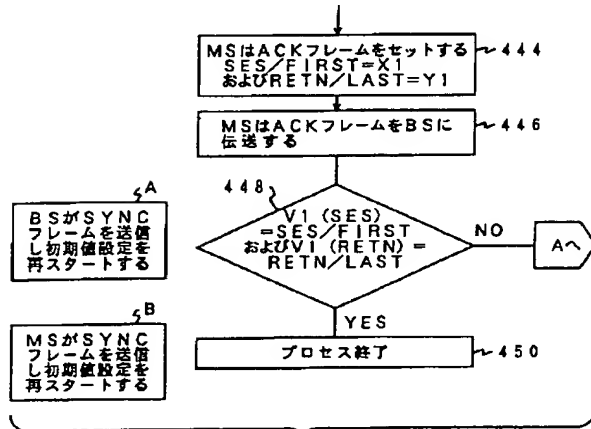 MSはACKフレームをセットする
SES/FIRST=X1
およびRETN/LAST=Y1
444
MSはACKフレームをBSに
伝送する
446
448
V1(SES)
=SES/FIRST
およびV1(RETN)=
RETN/LAST
NO
Aへ
YES
プロセス終了
450
A
BSがSYNC
フレームを送信
し初期値設定を
再スタートする
B
MSがSYNC
フレームを送信
し初期値設定を
再スタートする